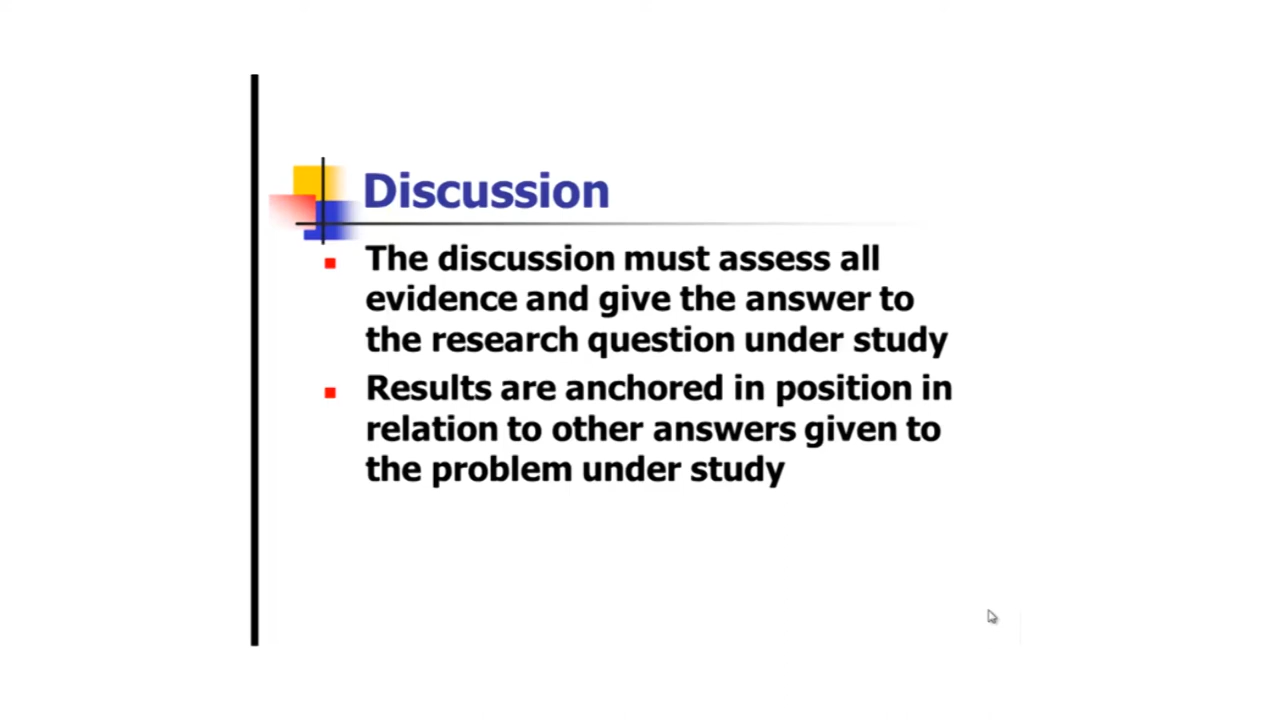 Discussion
The discussion must assess all
evidence and give the answer to
the research question under study
Results are anchored in position in
relation to other answers given to
the problem under study